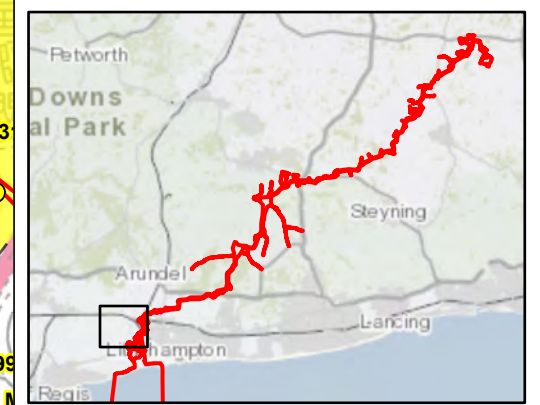 Petworth
Downs
al Park
Steyning
Arundel
Lancing
Littlehampton
f Regis